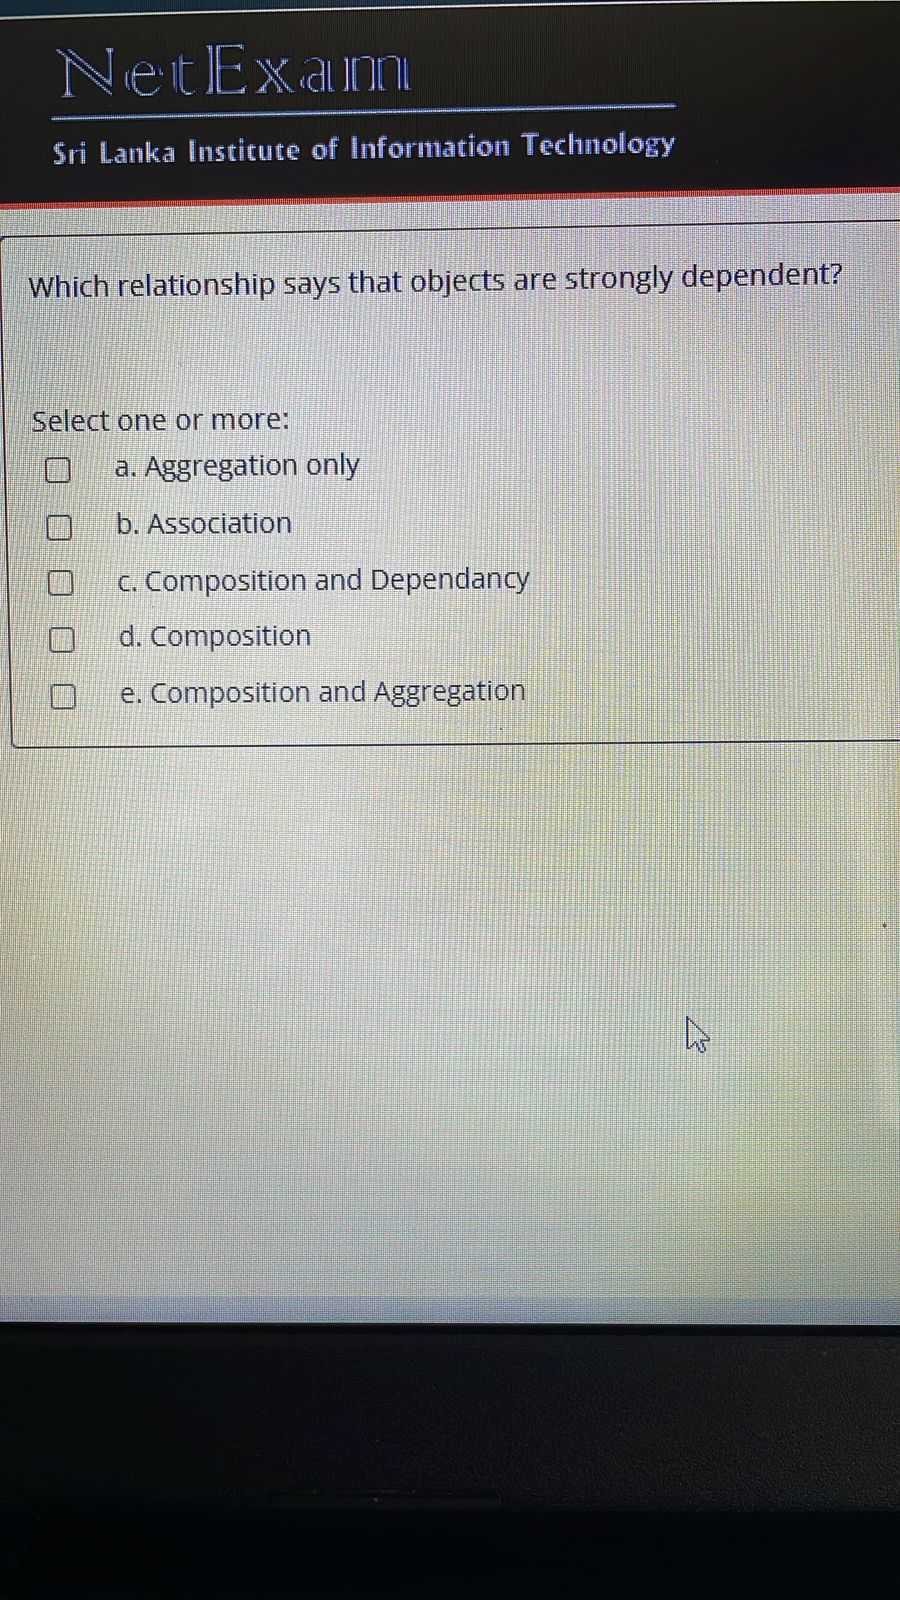 NetExam
Sri Lanka Institute of Information Technology
Which relationship says that objects are strongly dependent?
Select one or more:
a. Aggregation only
b. Association
c. Composition and Dependancy
d. Composition
e. Composition and Aggregation